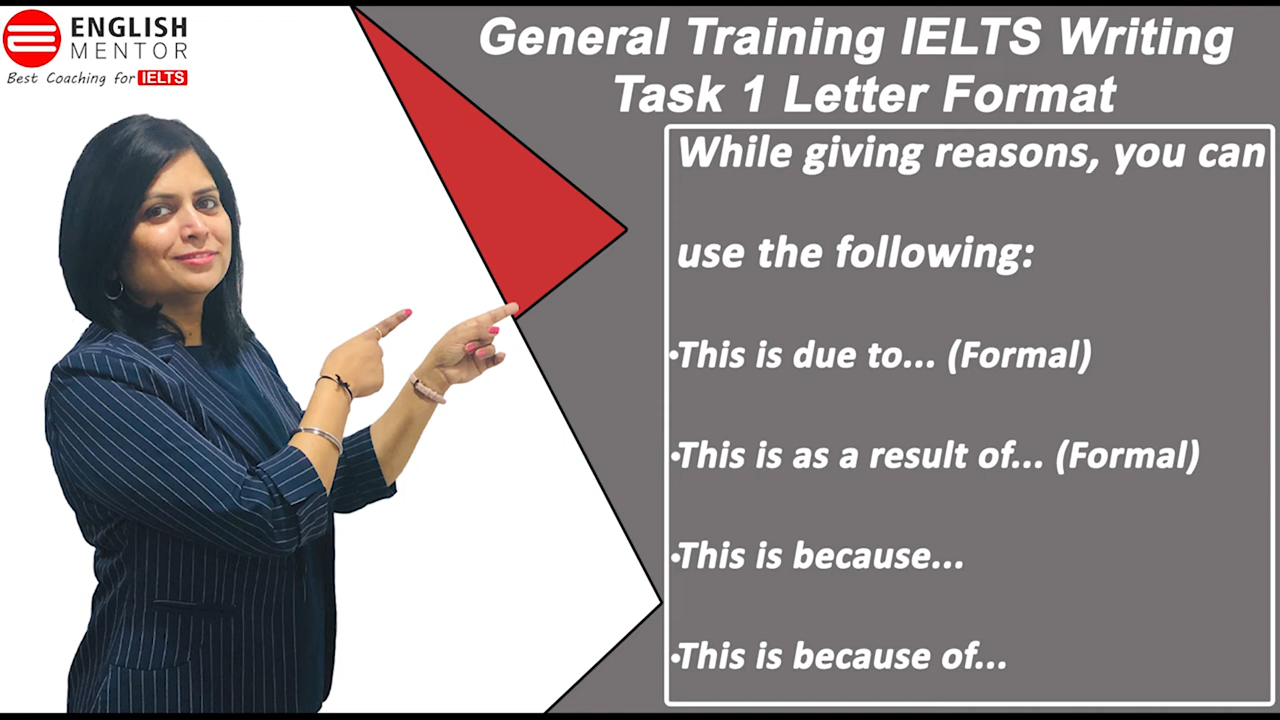 ENGLISH
MENTOR
Best Coaching for IELTS
General Training IELTS Writing
Task 1 Letter Format
While giving reasons, you can
use the following:
•This is due to... (Formal)
•This is as a result of... (Formal)
•This is because...
•This is because of...